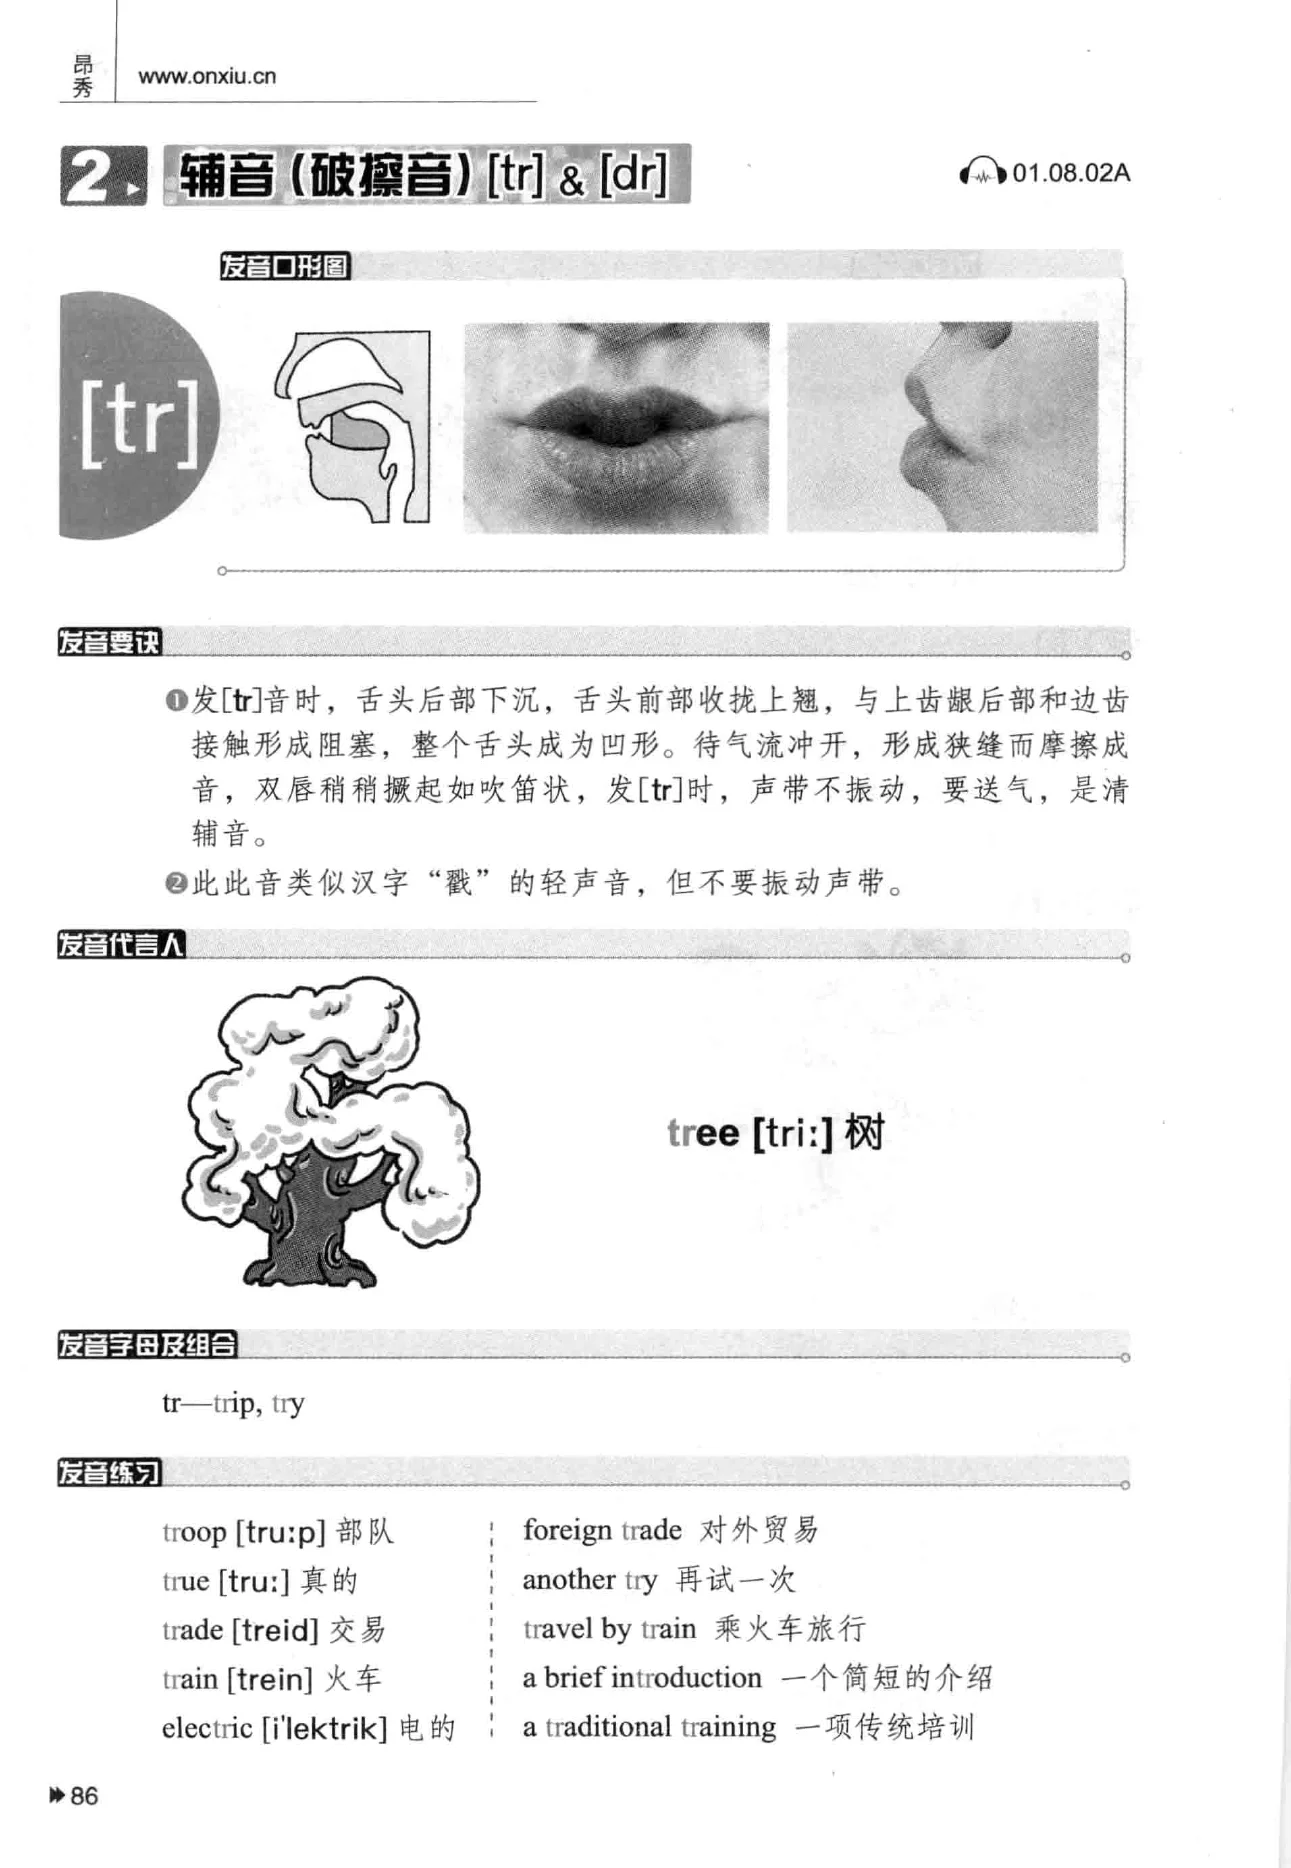 昂秀
www.onxiu.cn
2 辅音(破擦音)[tr] & [dr]
01.08.02A
发音口形图
[tr]
发音要诀
❶发[tr]音时，舌头后部下沉，舌头前部收拢上翘，与上齿龈后部和边齿
接触形成阻塞，整个舌头成为凹形。待气流冲开，形成狭缝而摩擦成
音，双唇稍稍撅起如吹笛状，发[tr]时，声带不振动，要送气，是清
辅音。
❷此此音类似汉字“戳”的轻声音，但不要振动声带。
发音代言人
tree [triː] 树
发音字母及组合
tr—trip, try
发音练习
troop [truːp] 部队
true [truː] 真的
trade [treid] 交易
train [trein] 火车
electric [i'lektrik] 电的
foreign trade 对外贸易
another try 再试一次
travel by train 乘火车旅行
a brief introduction 一个简短的介绍
a traditional training 一项传统培训
86